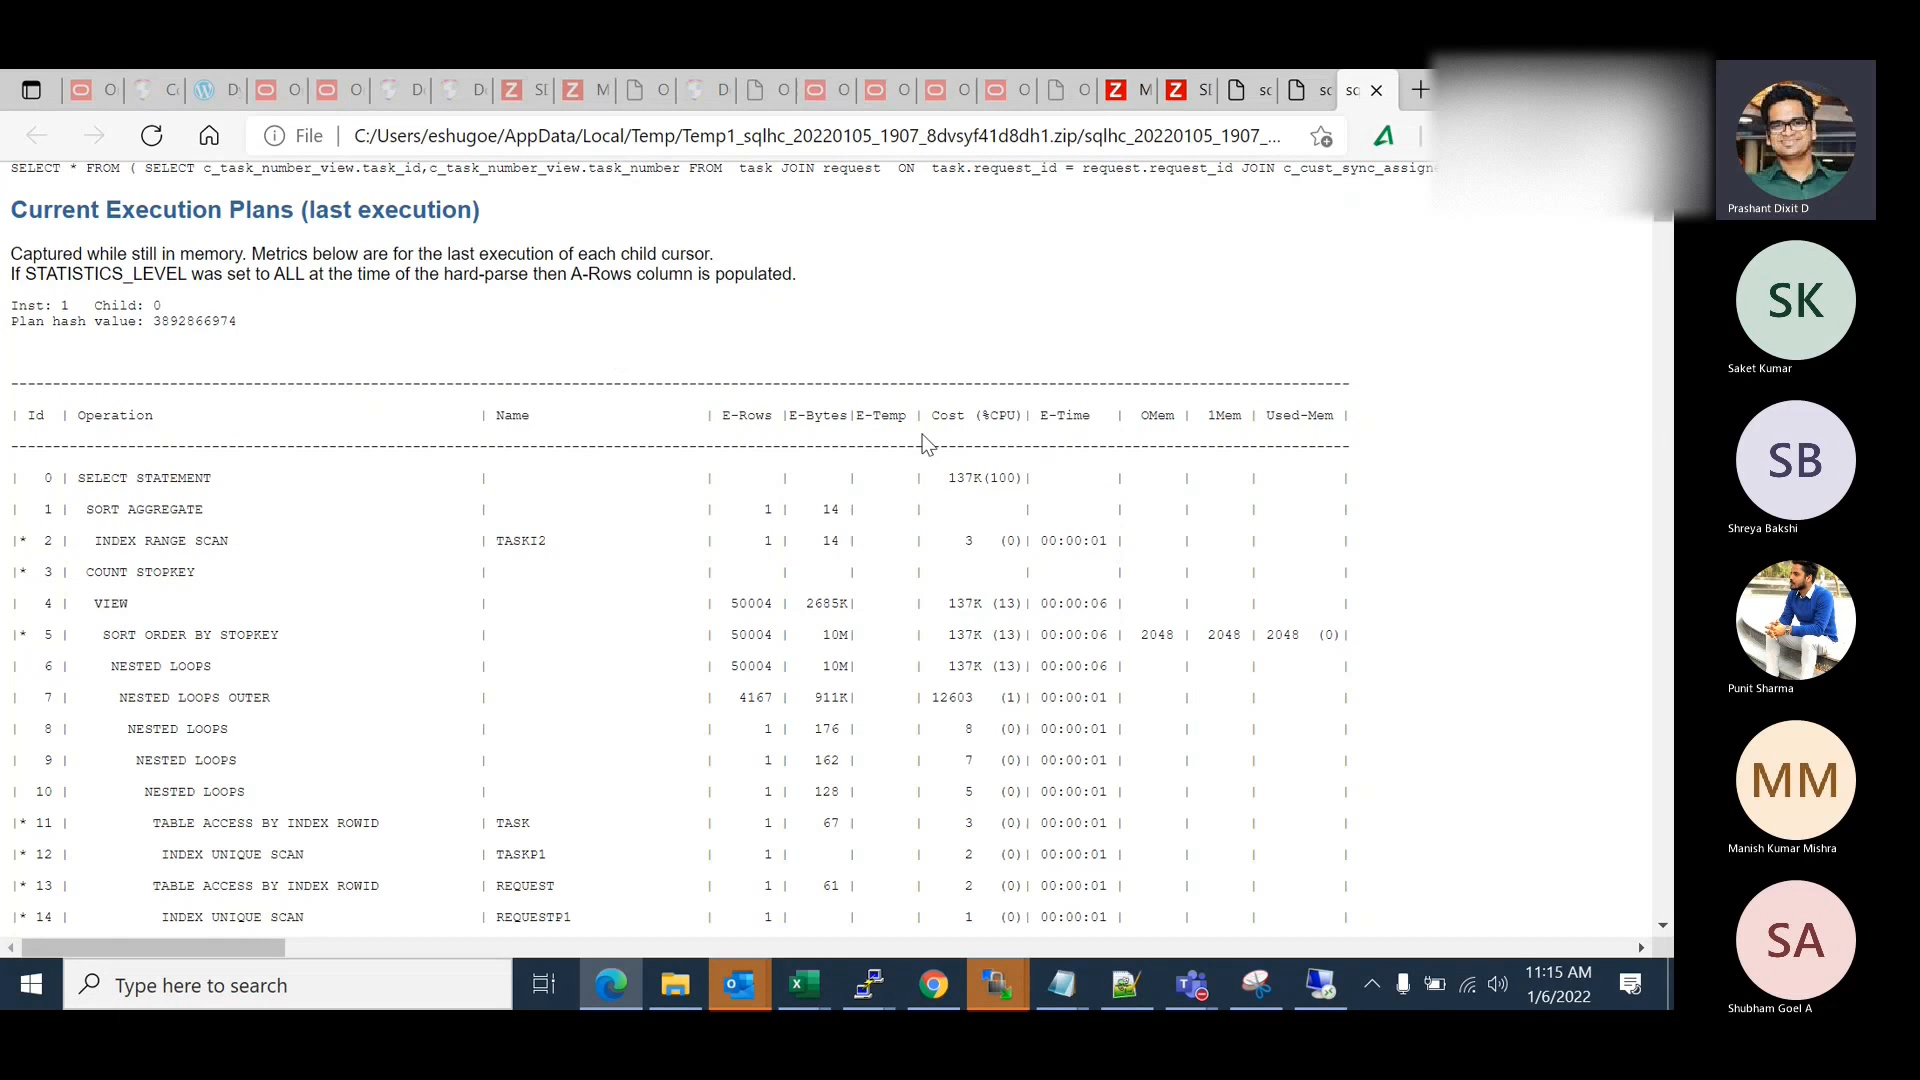 O
C
D
O
O
D
D
SI
M
O
D
O
O
O
O
O
O
M
SI
sc
sc
sc
File | C:/Users/eshugoe/AppData/Local/Temp/Temp1_sqlhc_20220105_1907_8dvsyf41d8dh1.zip/sqlhc_20220105_1907_...
SELECT * FROM ( SELECT c_task_number_view.task_id,c_task_number_view.task_number FROM task JOIN request ON task.request_id = request.request_id JOIN c_cust_sync_assigne
Current Execution Plans (last execution)
Captured while still in memory. Metrics below are for the last execution of each child cursor.
If STATISTICS_LEVEL was set to ALL at the time of the hard-parse then A-Rows column is populated.
Inst: 1 Child: 0
Plan hash value: 3892866974
| Id | Operation | Name | E-Rows |E-Bytes|E-Temp | Cost (%CPU)| E-Time | OMem | 1Mem | Used-Mem |
| 0 | SELECT STATEMENT | | | | | 137K(100)| | | | |
| 1 | SORT AGGREGATE | | 1 | 14 | | | | | | |
|* 2 | INDEX RANGE SCAN | TASKI2 | 1 | 14 | | 3 (0)| 00:00:01 | | | |
|* 3 | COUNT STOPKEY | | | | | | | | | |
| 4 | VIEW | | 50004 | 2685K| | 137K (13)| 00:00:06 | | | |
|* 5 | SORT ORDER BY STOPKEY | | 50004 | 10M| | 137K (13)| 00:00:06 | 2048 | 2048 | 2048 (0)|
| 6 | NESTED LOOPS | | 50004 | 10M| | 137K (13)| 00:00:06 | | | |
| 7 | NESTED LOOPS OUTER | | 4167 | 911K| | 12603 (1)| 00:00:01 | | | |
| 8 | NESTED LOOPS | | 1 | 176 | | 8 (0)| 00:00:01 | | | |
| 9 | NESTED LOOPS | | 1 | 162 | | 7 (0)| 00:00:01 | | | |
| 10 | NESTED LOOPS | | 1 | 128 | | 5 (0)| 00:00:01 | | | |
|* 11 | TABLE ACCESS BY INDEX ROWID | TASK | 1 | 67 | | 3 (0)| 00:00:01 | | | |
|* 12 | INDEX UNIQUE SCAN | TASKP1 | 1 | | | 2 (0)| 00:00:01 | | | |
|* 13 | TABLE ACCESS BY INDEX ROWID | REQUEST | 1 | 61 | | 2 (0)| 00:00:01 | | | |
|* 14 | INDEX UNIQUE SCAN | REQUESTP1 | 1 | | | 1 (0)| 00:00:01 | | | |
Type here to search
11:15 AM
1/6/2022
Prashant Dixit D
SK
Saket Kumar
SB
Shreya Bakshi
Punit Sharma
MM
Manish Kumar Mishra
SA
Shubham Goel A